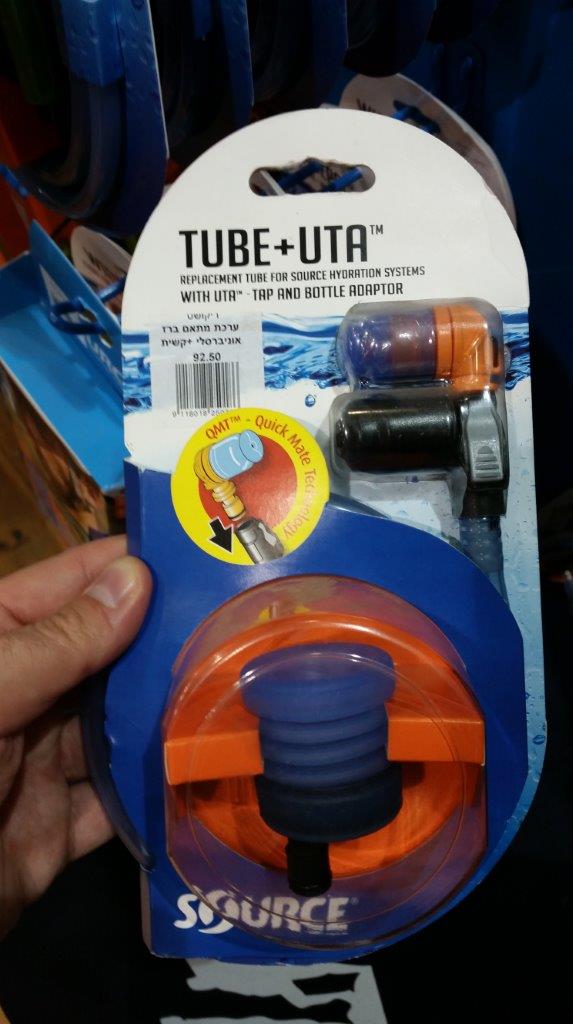 TUBE+UTA™
REPLACEMENT TUBE FOR SOURCE HYDRATION SYSTEMS
WITH UTA™ - TAP AND BOTTLE ADAPTOR
ערכת מתאם ברז
אוניברסלי +קשית
92.50
QMT™ - Quick Mate Technology
SOURCE®